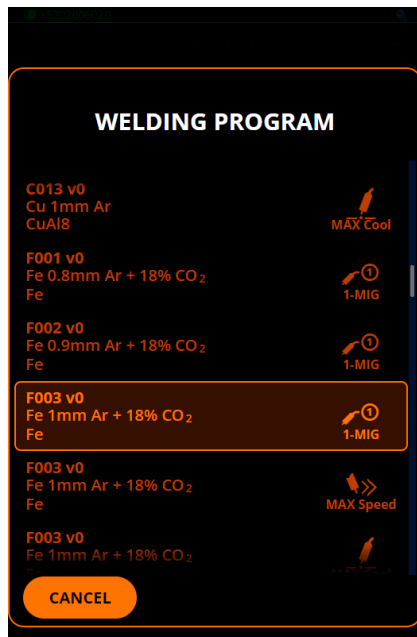 WELDING PROGRAM
C013 v0
Cu 1mm Ar
CuAl8
MAX Cool
F001 v0
Fe 0.8mm Ar + 18% CO₂
Fe
1-MIG
F002 v0
Fe 0.9mm Ar + 18% CO₂
Fe
1-MIG
F003 v0
Fe 1mm Ar + 18% CO₂
Fe
1-MIG
F003 v0
Fe 1mm Ar + 18% CO₂
Fe
MAX Speed
F003 v0
Fe 1mm Ar + 18% CO₂
CANCEL